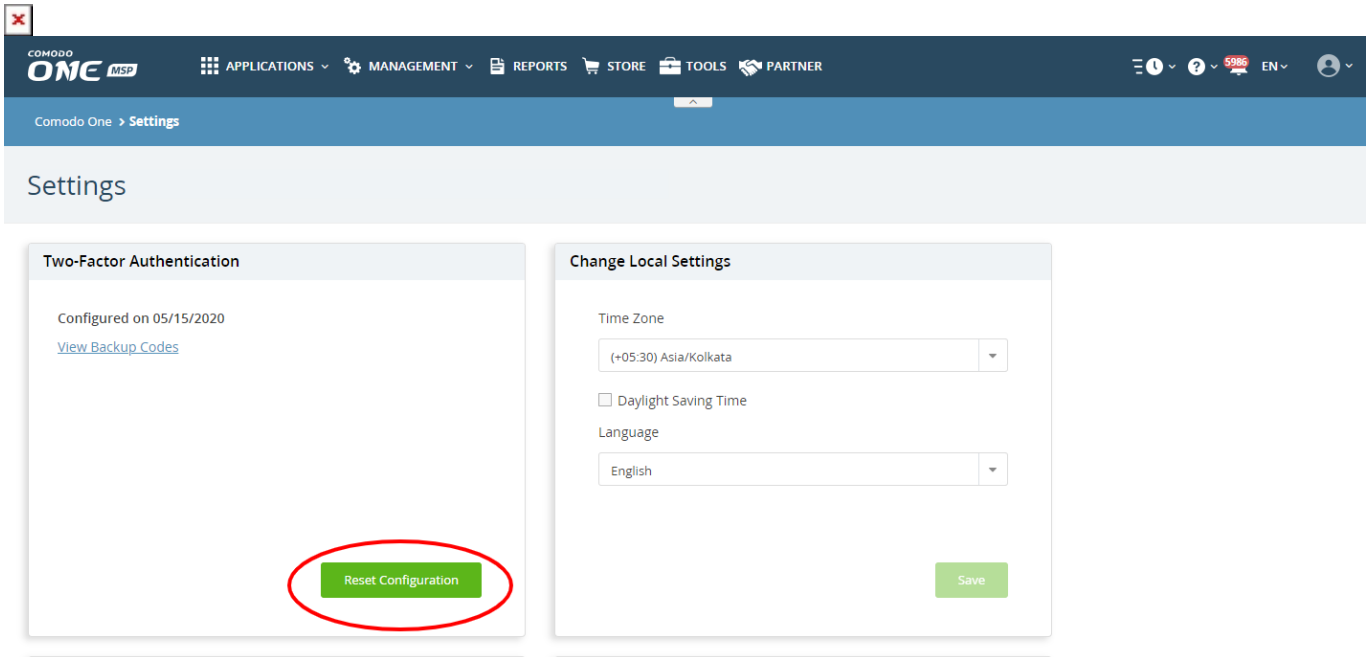 COMODO
ONE MSP
APPLICATIONS MANAGEMENT REPORTS STORE TOOLS PARTNER
? 5986 EN
Comodo One > Settings
Settings
Two-Factor Authentication
Configured on 05/15/2020
View Backup Codes
Reset Configuration
Change Local Settings
Time Zone
(+05:30) Asia/Kolkata
Daylight Saving Time
Language
English
Save